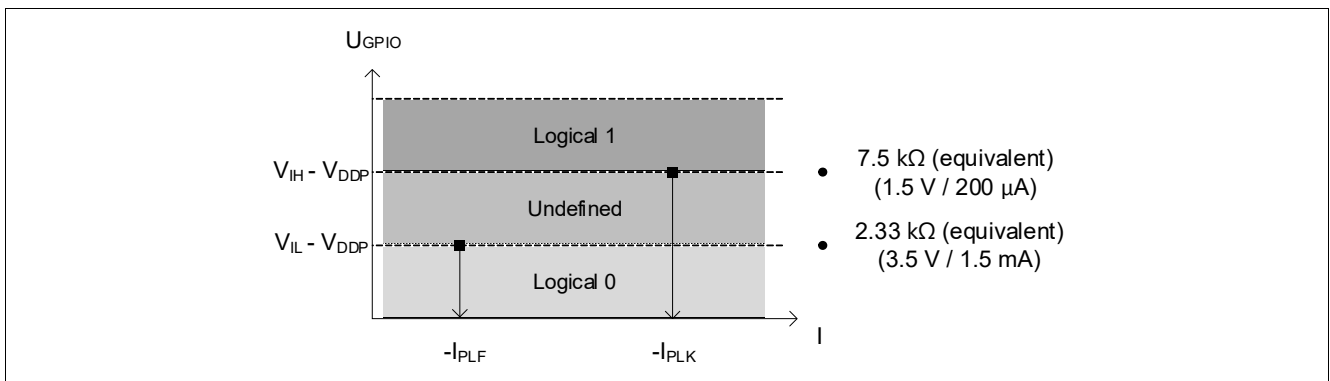 UGPIO
Logical 1
VIH - VDDP
7.5 kΩ (equivalent)
(1.5 V / 200 µA)
Undefined
VIL - VDDP
2.33 kΩ (equivalent)
(3.5 V / 1.5 mA)
Logical 0
I
-IPLF
-IPLK